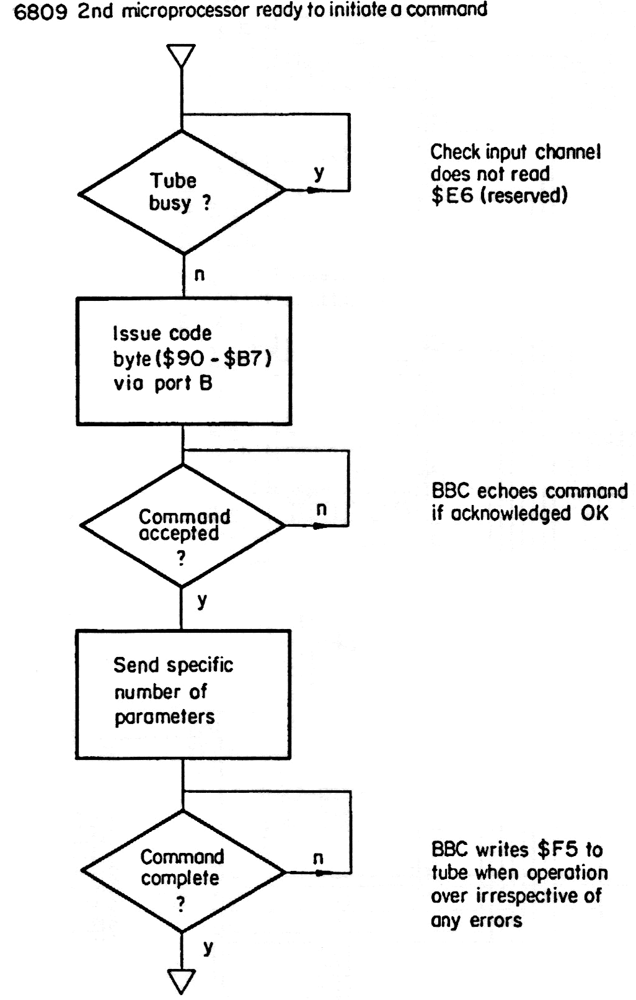 6809 2nd microprocessor ready to initiate a command
Tube
busy ?
y
Check input channel
does not read
$E6 (reserved)
n
Issue code
byte ($90 - $B7)
via port B
Command
accepted
?
n
BBC echoes command
if acknowledged OK
y
Send specific
number of
parameters
Command
complete
?
n
BBC writes $F5 to
tube when operation
over irrespective of
any errors
y